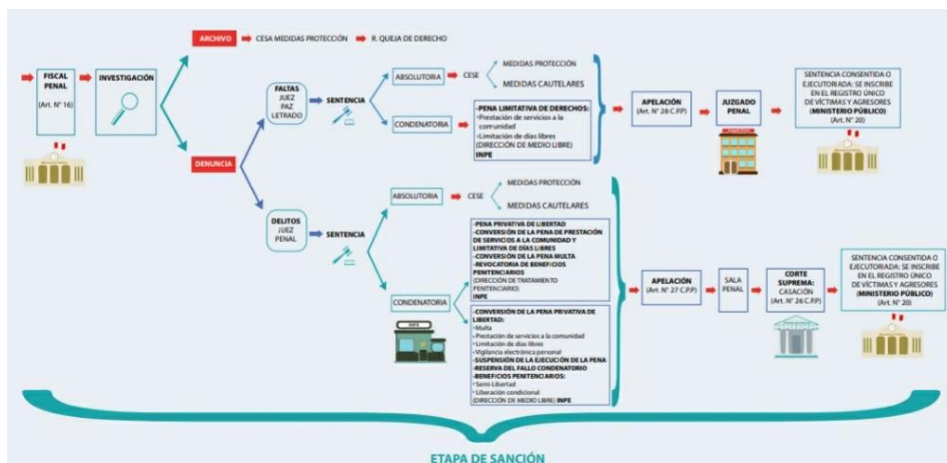 FISCAL
PENAL
(Art. N° 16)
INVESTIGACIÓN
ARCHIVO
CESA MEDIDAS PROTECCIÓN
R. QUEJA DE DERECHO
DENUNCIA
FALTAS
JUEZ
PAZ
LETRADO
SENTENCIA
ABSOLUTORIA
CESE
MEDIDAS PROTECCIÓN
MEDIDAS CAUTELARES
CONDENATORIA
-PENA LIMITATIVA DE DERECHOS:
•Prestación de servicios a la
comunidad
•Limitación de días libres
(DIRECCIÓN DE MEDIO LIBRE)
INPE
APELACIÓN
(Art. N° 28 C.P.P)
JUZGADO
PENAL
SENTENCIA CONSENTIDA O
EJECUTORIADA: SE INSCRIBE
EN EL REGISTRO ÚNICO
DE VÍCTIMAS Y AGRESORES
(MINISTERIO PÚBLICO)
(Art. N° 20)
DELITOS
JUEZ
PENAL
SENTENCIA
ABSOLUTORIA
CESE
MEDIDAS PROTECCIÓN
MEDIDAS CAUTELARES
CONDENATORIA
INPE
-PENA PRIVATIVA DE LIBERTAD
-CONVERSIÓN DE LA PENA DE PRESTACIÓN
DE SERVICIOS A LA COMUNIDAD Y
LIMITATIVA DE DÍAS LIBRES
-CONVERSIÓN DE LA PENA MULTA
-REVOCATORIA DE BENEFICIOS
PENITENCIARIOS
(DIRECCIÓN DE TRATAMIENTO
PENITENCIARIO)
INPE
-CONVERSIÓN DE LA PENA PRIVATIVA DE
LIBERTAD:
•Multa
•Prestación de servicios a la comunidad
•Limitación de días libres
•Vigilancia electrónica personal
-SUSPENSIÓN DE LA EJECUCIÓN DE LA PENA
-RESERVA DEL FALLO CONDENATORIO
-BENEFICIOS PENITENCIARIOS:
•Semi-Libertad
•Liberación condicional
(DIRECCIÓN DE MEDIO LIBRE) INPE
APELACIÓN
(Art. N° 27 C.P.P)
SALA
PENAL
CORTE
SUPREMA:
CASACIÓN
(Art. N° 26 C.P.P)
SENTENCIA CONSENTIDA O
EJECUTORIADA: SE INSCRIBE
EN EL REGISTRO ÚNICO
DE VÍCTIMAS Y AGRESORES
(MINISTERIO PÚBLICO)
(Art. N° 20)
ETAPA DE SANCIÓN